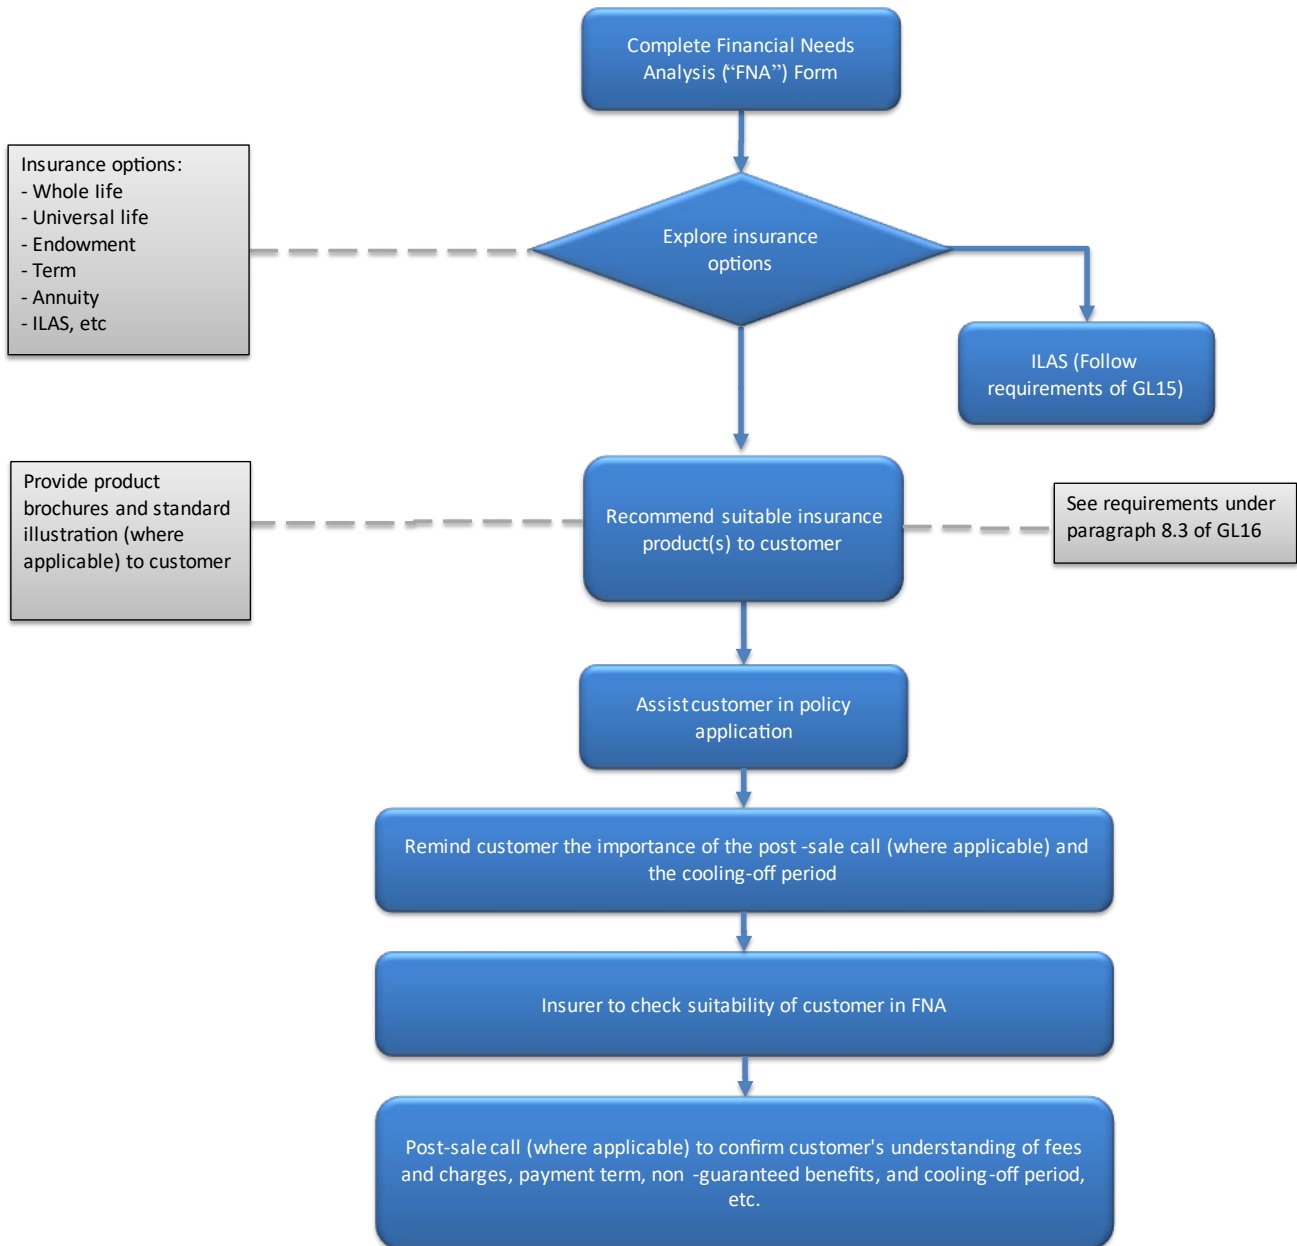 Complete Financial Needs
Analysis (“FNA”) Form
Insurance options:
- Whole life
- Universal life
- Endowment
- Term
- Annuity
- ILAS, etc
Explore insurance
options
ILAS (Follow
requirements of GL15)
Provide product
brochures and standard
illustration (where
applicable) to customer
Recommend suitable insurance
product(s) to customer
See requirements under
paragraph 8.3 of GL16
Assist customer in policy
application
Remind customer the importance of the post -sale call (where applicable) and
the cooling-off period
Insurer to check suitability of customer in FNA
Post-sale call (where applicable) to confirm customer's understanding of fees
and charges, payment term, non -guaranteed benefits, and cooling-off period,
etc.